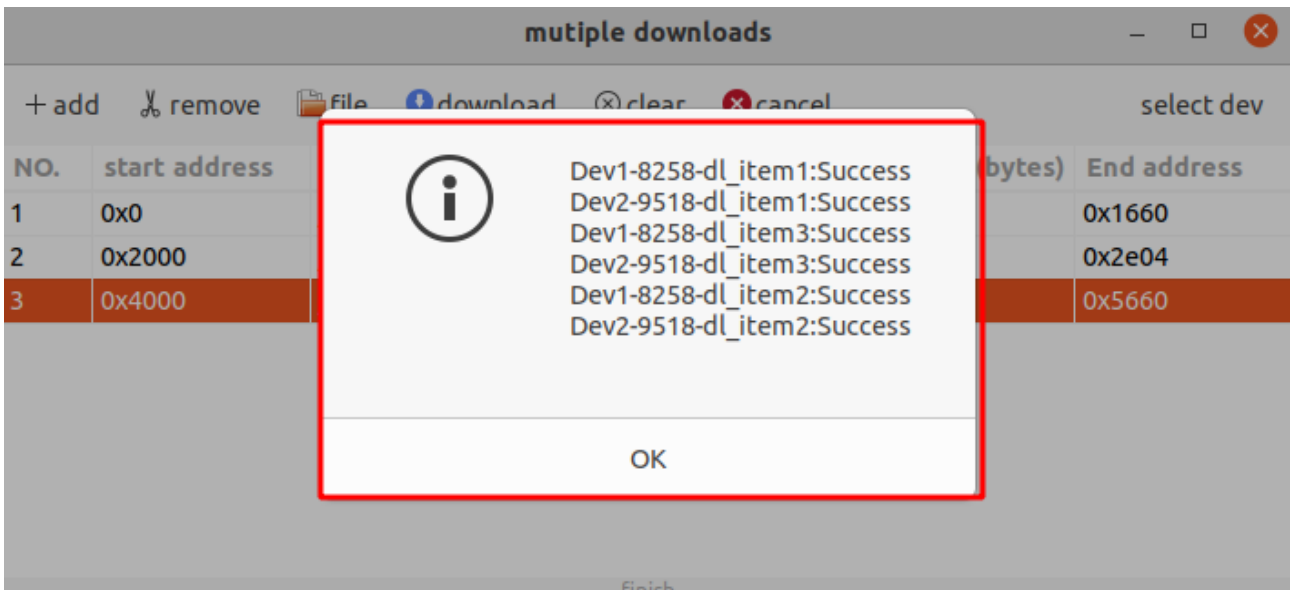 mutiple downloads
+ add remove file download clear cancel select dev
NO. start address (bytes) End address
1 0x0 0x1660
2 0x2000 0x2e04
3 0x4000 0x5660
Dev1-8258-dl_item1:Success
Dev2-9518-dl_item1:Success
Dev1-8258-dl_item3:Success
Dev2-9518-dl_item3:Success
Dev1-8258-dl_item2:Success
Dev2-9518-dl_item2:Success
OK
finish